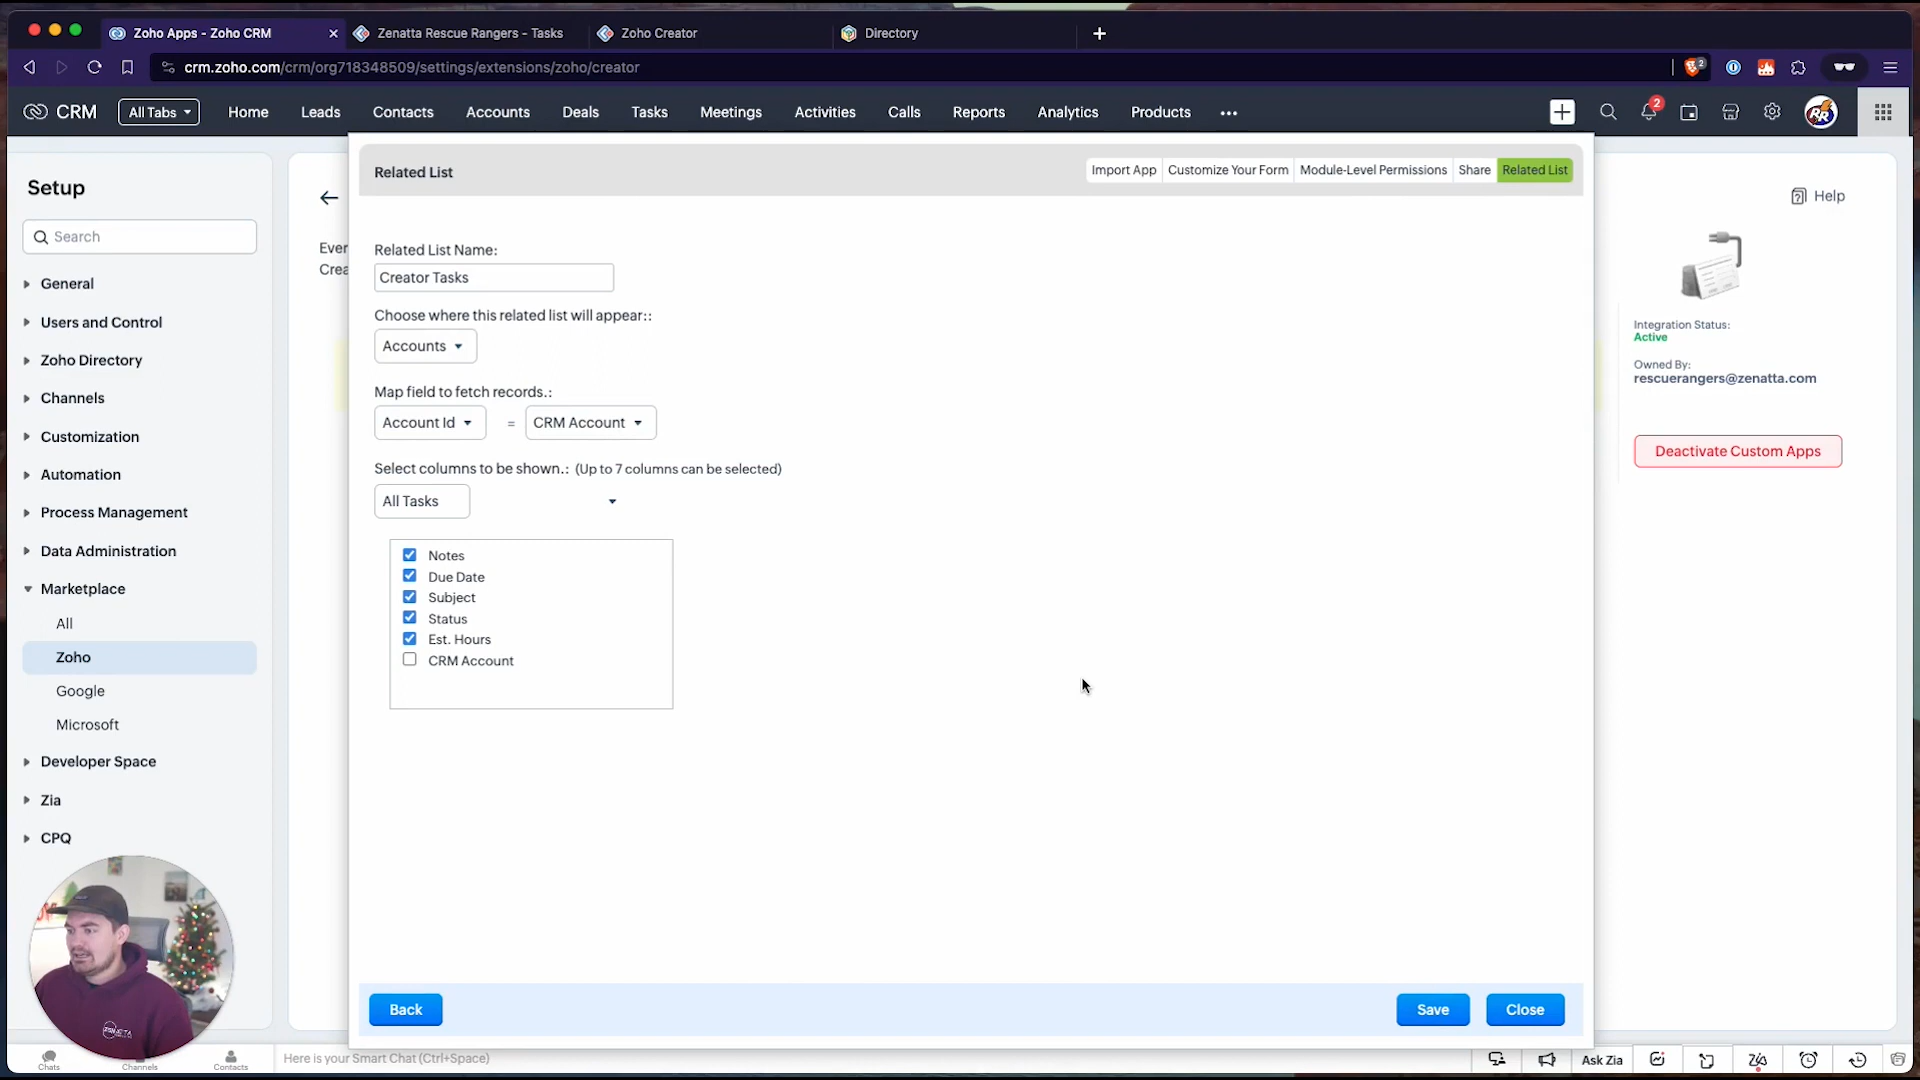 Zoho Apps - Zoho CRM
Zenatta Rescue Rangers - Tasks
Zoho Creator
Directory
crm.zoho.com/crm/org718348509/settings/extensions/zoho/creator
2
CRM
All Tabs
Home
Leads
Contacts
Accounts
Deals
Tasks
Meetings
Activities
Calls
Reports
Analytics
Products
2
RR
Setup
Search
General
Users and Control
Zoho Directory
Channels
Customization
Automation
Process Management
Data Administration
Marketplace
All
Zoho
Google
Microsoft
Developer Space
Zia
CPQ
Ever
Crea
Related List
Import App
Customize Your Form
Module-Level Permissions
Share
Related List
Related List Name:
Creator Tasks
Choose where this related list will appear::
Accounts
Map field to fetch records.:
Account Id = CRM Account
Select columns to be shown.: (Up to 7 columns can be selected)
All Tasks
Notes
Due Date
Subject
Status
Est. Hours
CRM Account
Back
Save
Close
Help
Integration Status:
Active
Owned By:
rescuerangers@zenatta.com
Deactivate Custom Apps
Chats
Channels
Contacts
Here is your Smart Chat (Ctrl+Space)
Ask Zia